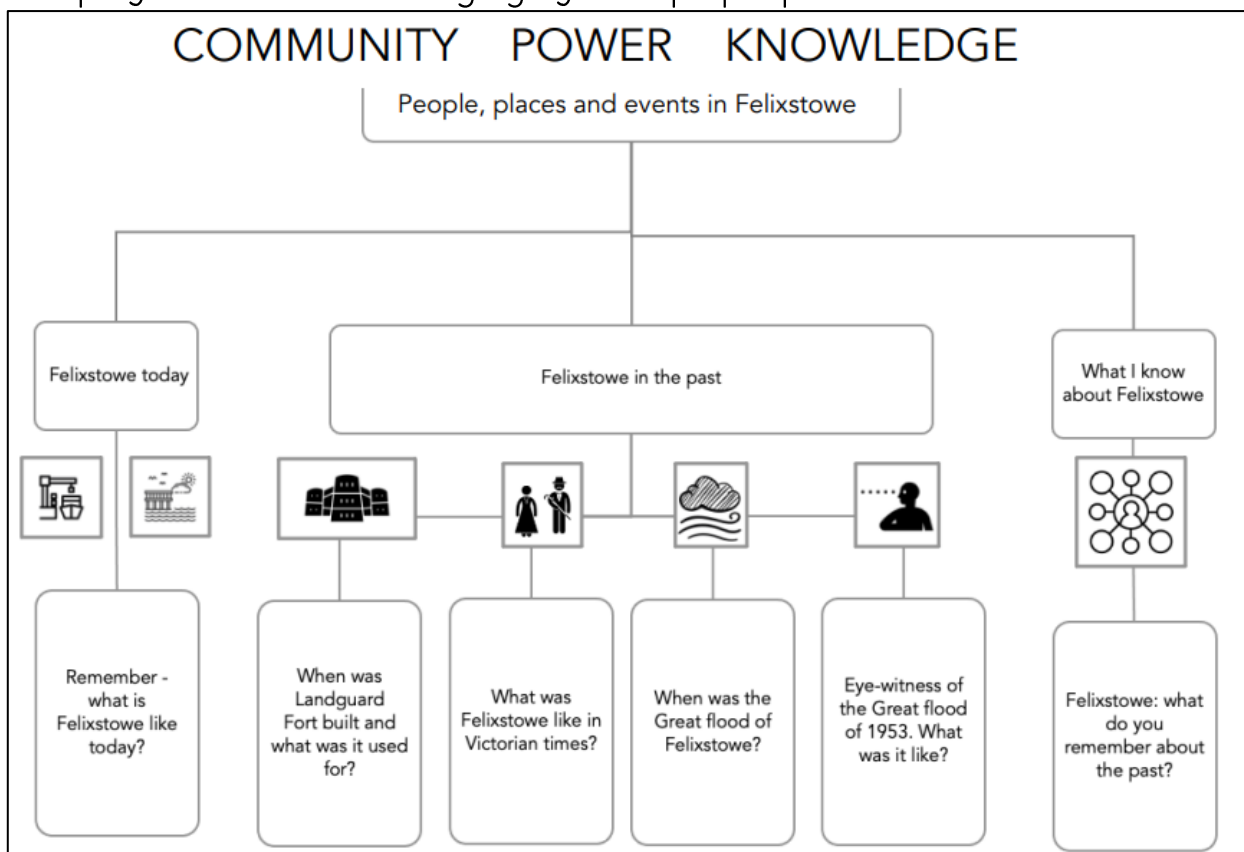 COMMUNITY POWER KNOWLEDGE
People, places and events in Felixstowe
Felixstowe today
Felixstowe in the past
What I know
about Felixstowe
Remember -
what is
Felixstowe like
today?
When was
Landguard
Fort built and
what was it used
for?
What was
Felixstowe like in
Victorian times?
When was the
Great flood of
Felixstowe?
Eye-witness of
the Great flood
of 1953. What
was it like?
Felixstowe: what
do you
remember about
the past?